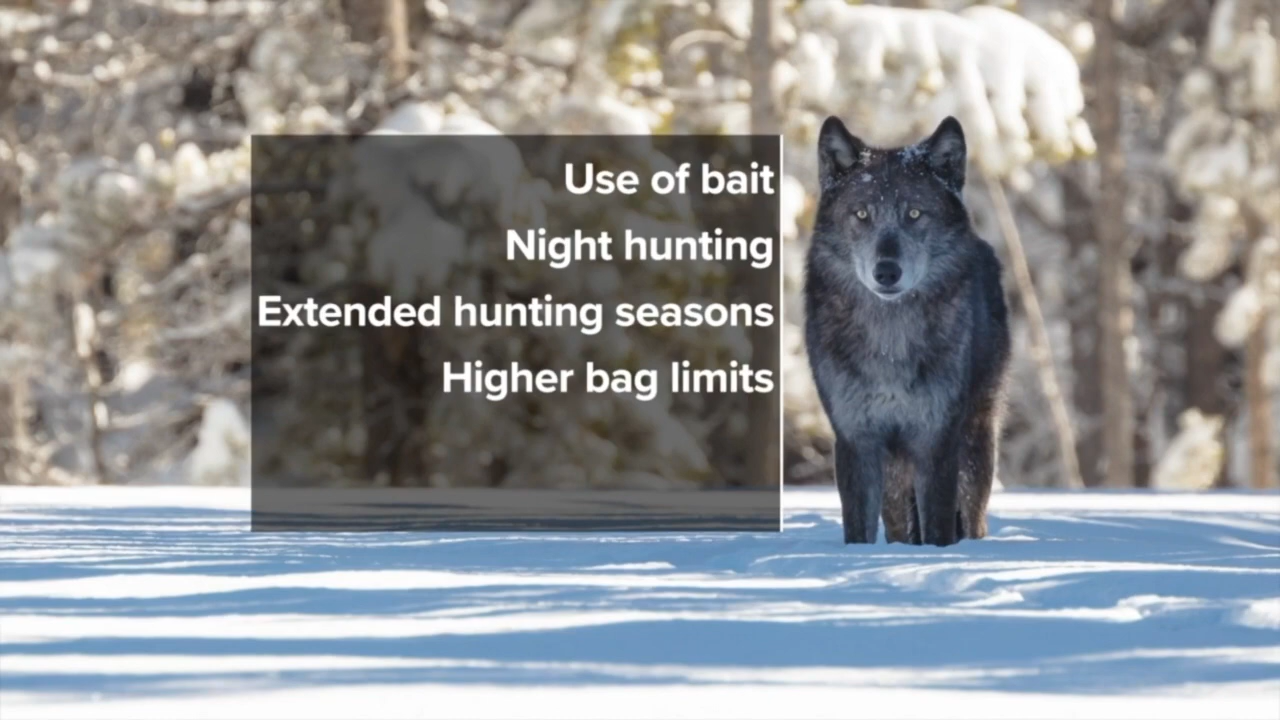 Use of bait
Night hunting
Extended hunting seasons
Higher bag limits